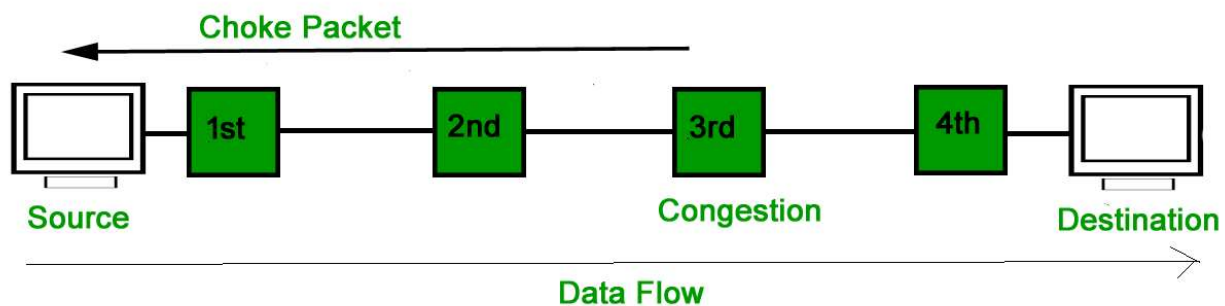 Choke Packet
1st
2nd
3rd
4th
Source
Congestion
Destination
Data Flow